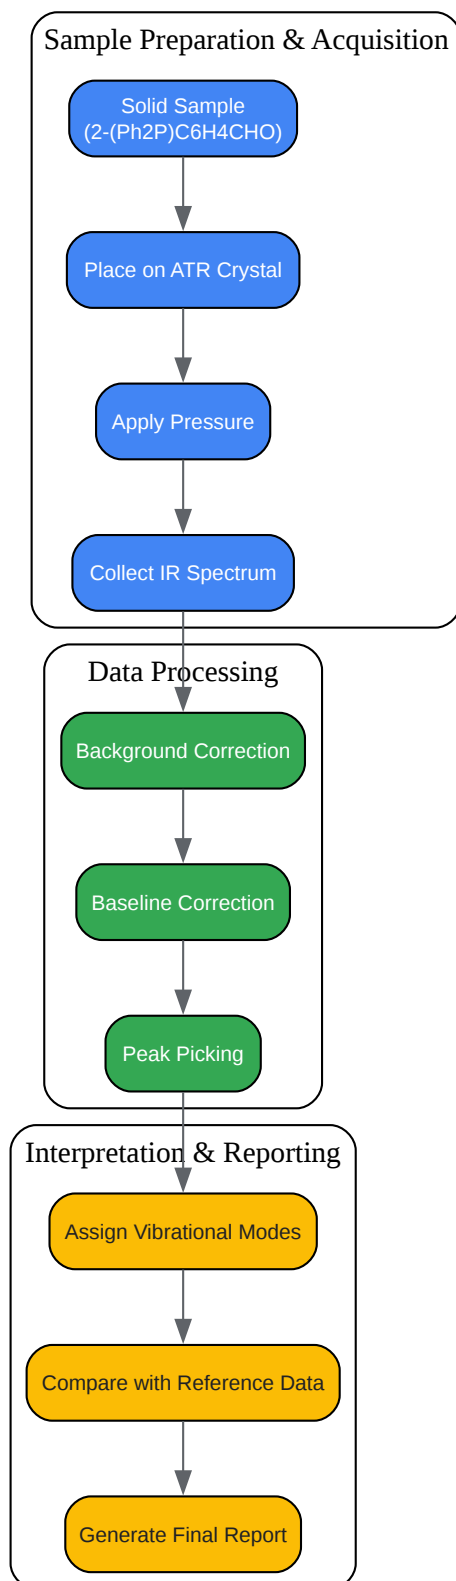 Sample Preparation & Acquisition
Solid Sample
(2-(Ph2P)C6H4CHO)
Place on ATR Crystal
Apply Pressure
Collect IR Spectrum
Data Processing
Background Correction
Baseline Correction
Peak Picking
Interpretation & Reporting
Assign Vibrational Modes
Compare with Reference Data
Generate Final Report